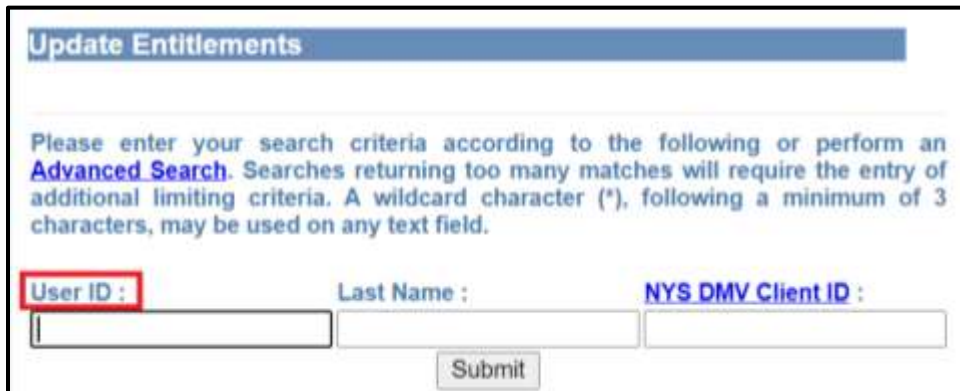 Update Entitlements
Please enter your search criteria according to the following or perform an
Advanced Search. Searches returning too many matches will require the entry of
additional limiting criteria. A wildcard character (*), following a minimum of 3
characters, may be used on any text field.
User ID : Last Name : NYS DMV Client ID :
Submit